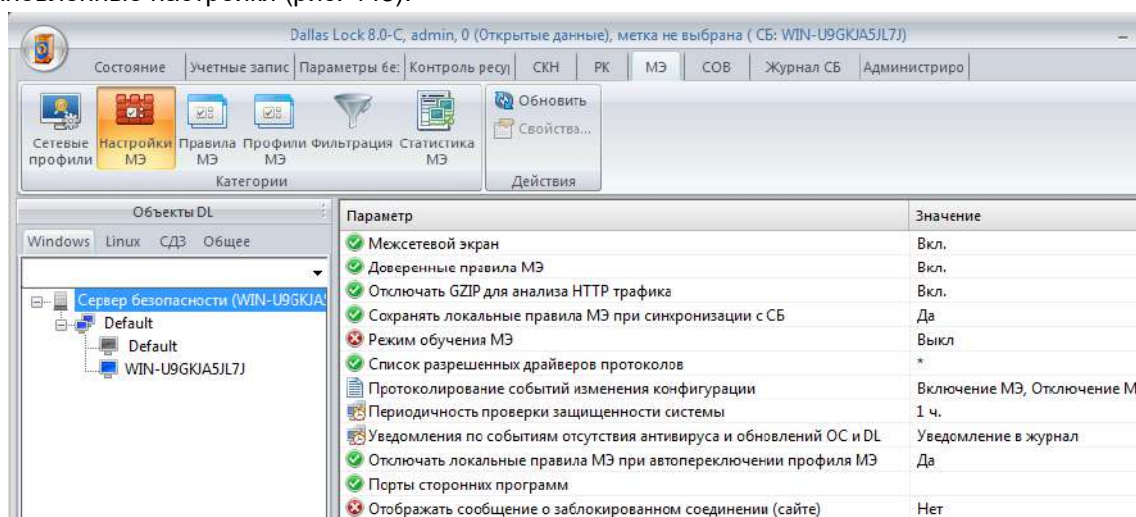 новленные настройки (рис. 143).
Dallas Lock 8.0-C, admin, 0 (Открытые данные), метка не выбрана ( СБ: WIN-U9GKJA5JL7J)
Состояние Учетные запис Параметры бе: Контроль ресу СКН РК МЭ СОВ Журнал СБ Администриро
Сетевые профили Настройки МЭ Правила МЭ Профили МЭ Фильтрация Статистика МЭ
Обновить
Свойства...
Категории Действия
Объекты DL
Windows Linux СДЗ Общее
Сервер безопасности (WIN-U9GKJA5
Default
Default
WIN-U9GKJA5JL7J
Параметр Значение
Межсетевой экран Вкл.
Доверенные правила МЭ Вкл.
Отключать GZIP для анализа HTTP трафика Вкл.
Сохранять локальные правила МЭ при синхронизации с СБ Да
Режим обучения МЭ Выкл
Список разрешенных драйверов протоколов *
Протоколирование событий изменения конфигурации Включение МЭ, Отключение М
Периодичность проверки защищенности системы 1 ч.
Уведомления по событиям отсутствия антивируса и обновлений ОС и DL Уведомление в журнал
Отключать локальные правила МЭ при автопереключении профиля МЭ Да
Порты сторонних программ
Отображать сообщение о заблокированном соединении (сайте) Нет